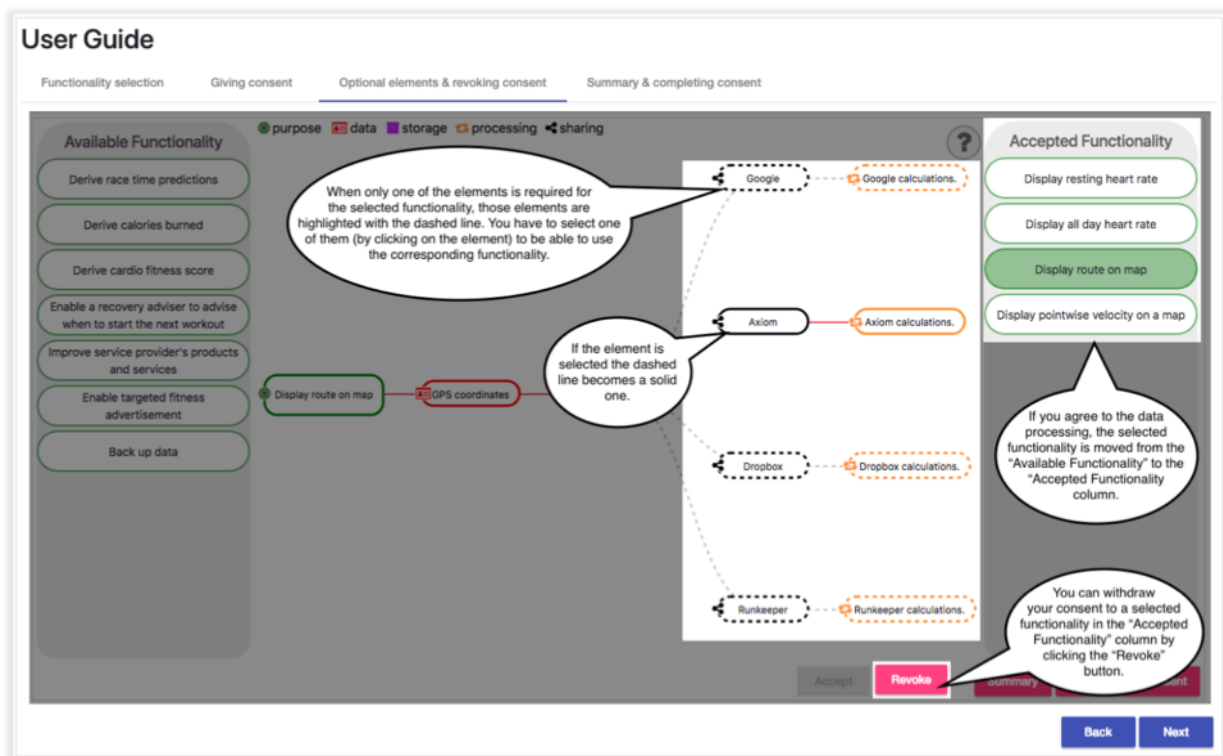 User Guide
Functionality selection
Giving consent
Optional elements & revoking consent
Summary & completing consent
purpose data storage processing sharing
?
Available Functionality
Derive race time predictions
Derive calories burned
Derive cardio fitness score
Enable a recovery adviser to advise
when to start the next workout
Improve service provider's products
and services
Enable targeted fitness
advertisement
Back up data
When only one of the elements is required for
the selected functionality, those elements are
highlighted with the dashed line. You have to select one
of them (by clicking on the element) to be able to use
the corresponding functionality.
Display route on map
GPS coordinates
If the element is
selected the dashed
line becomes a solid
one.
Google
Google calculations.
Axiom
Axiom calculations.
Dropbox
Dropbox calculations.
Runkeeper
Runkeeper calculations.
Accepted Functionality
Display resting heart rate
Display all day heart rate
Display route on map
Display pointwise velocity on a map
If you agree to the data
processing, the selected
functionality is moved from the
“Available Functionality” to the
“Accepted Functionality
column.
You can withdraw
your consent to a selected
functionality in the “Accepted
Functionality” column by
clicking the “Revoke”
button.
Accept
Revoke
Summary
Back
Next